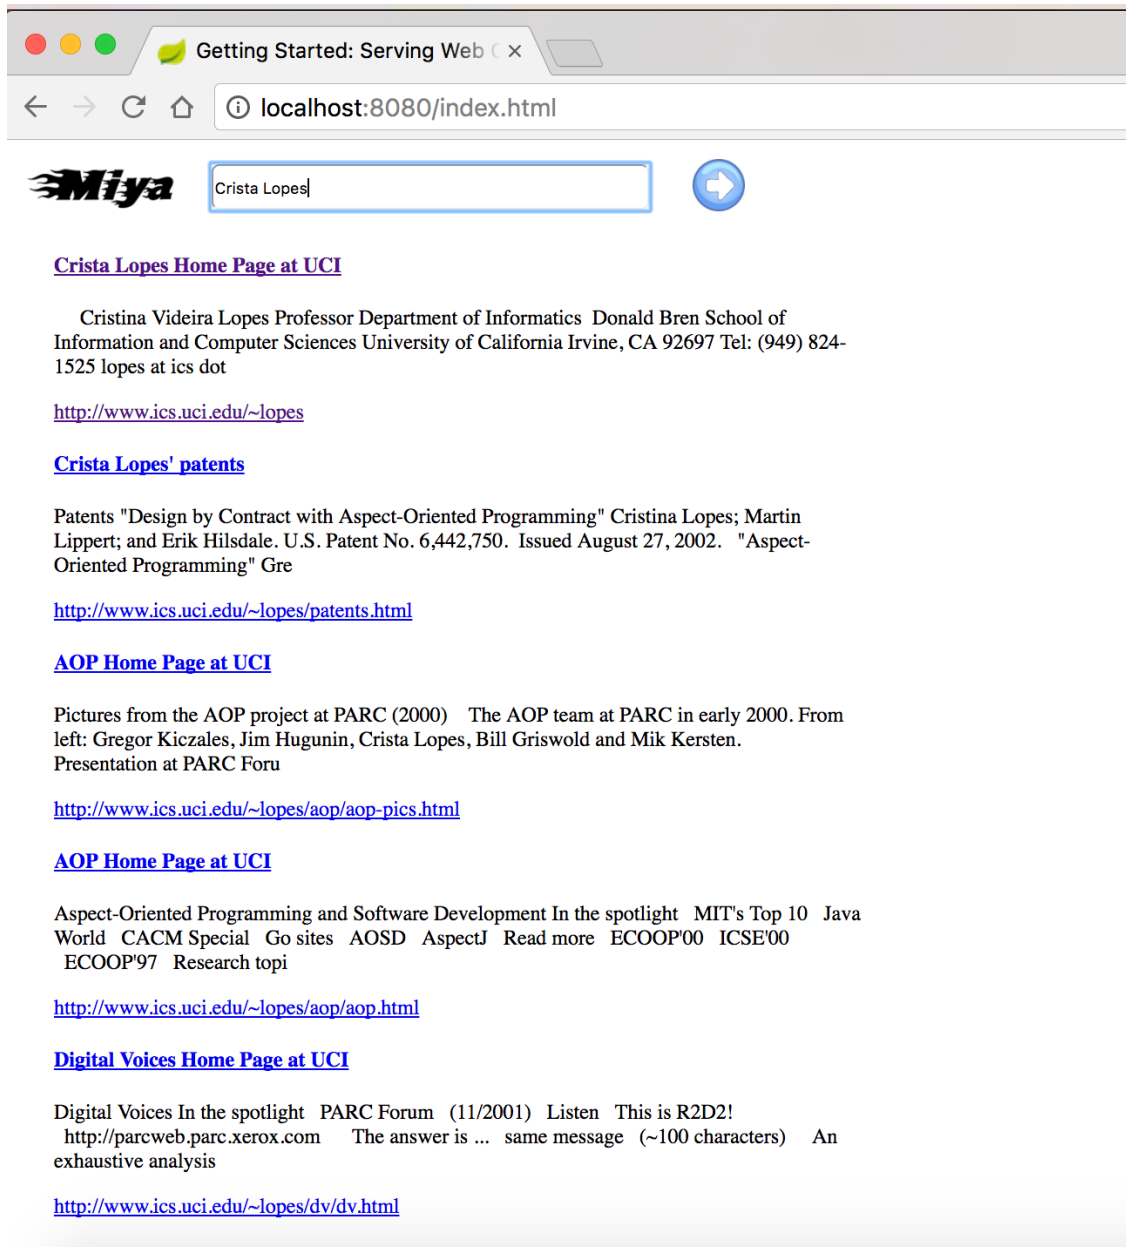 Getting Started: Serving Web C
localhost:8080/index.html
Miya
Crista Lopes
Crista Lopes Home Page at UCI
Cristina Videira Lopes Professor Department of Informatics Donald Bren School of
Information and Computer Sciences University of California Irvine, CA 92697 Tel: (949) 824-
1525 lopes at ics dot
http://www.ics.uci.edu/~lopes
Crista Lopes' patents
Patents "Design by Contract with Aspect-Oriented Programming" Cristina Lopes; Martin
Lippert; and Erik Hilsdale. U.S. Patent No. 6,442,750. Issued August 27, 2002. "Aspect-
Oriented Programming" Gre
http://www.ics.uci.edu/~lopes/patents.html
AOP Home Page at UCI
Pictures from the AOP project at PARC (2000) The AOP team at PARC in early 2000. From
left: Gregor Kiczales, Jim Hugunin, Crista Lopes, Bill Griswold and Mik Kersten.
Presentation at PARC Foru
http://www.ics.uci.edu/~lopes/aop/aop-pics.html
AOP Home Page at UCI
Aspect-Oriented Programming and Software Development In the spotlight MIT's Top 10 Java
World CACM Special Go sites AOSD AspectJ Read more ECOOP'00 ICSE'00
ECOOP'97 Research topi
http://www.ics.uci.edu/~lopes/aop/aop.html
Digital Voices Home Page at UCI
Digital Voices In the spotlight PARC Forum (11/2001) Listen This is R2D2!
http://parcweb.parc.xerox.com The answer is ... same message (~100 characters) An
exhaustive analysis
http://www.ics.uci.edu/~lopes/dv/dv.html